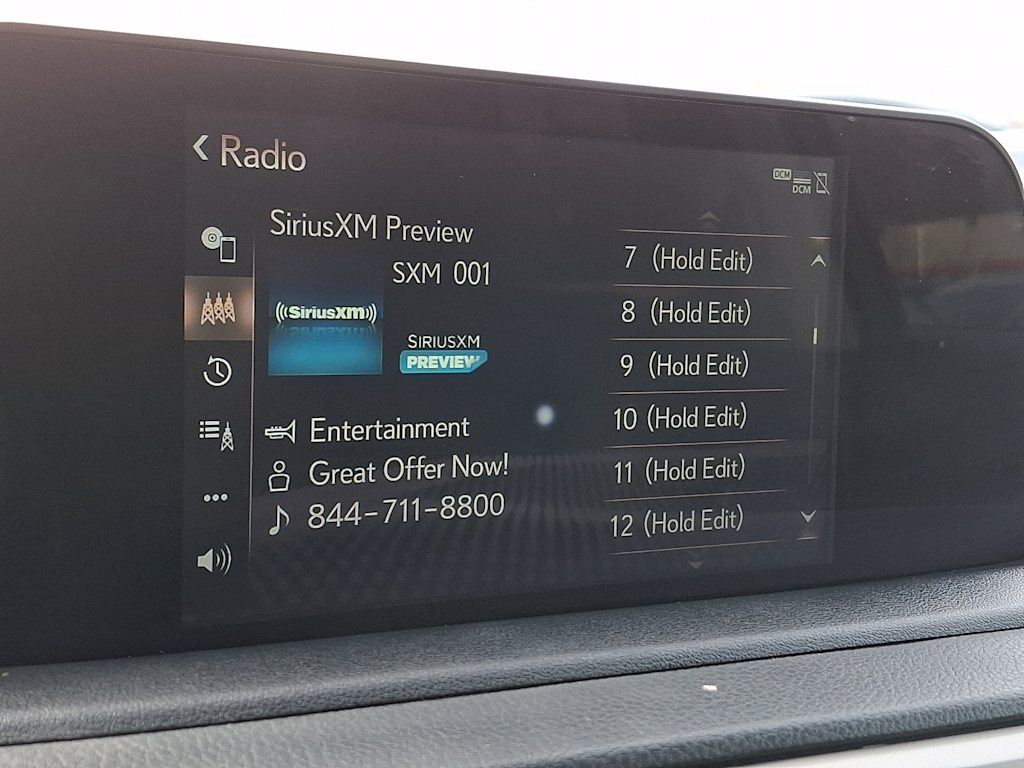 Radio
DCM
DCM
SiriusXM Preview
SXM 001
((SiriusXM))
SIRIUSXM
PREVIEW
Entertainment
Great Offer Now!
844-711-8800
7 (Hold Edit)
8 (Hold Edit)
9 (Hold Edit)
10 (Hold Edit)
11 (Hold Edit)
12 (Hold Edit)